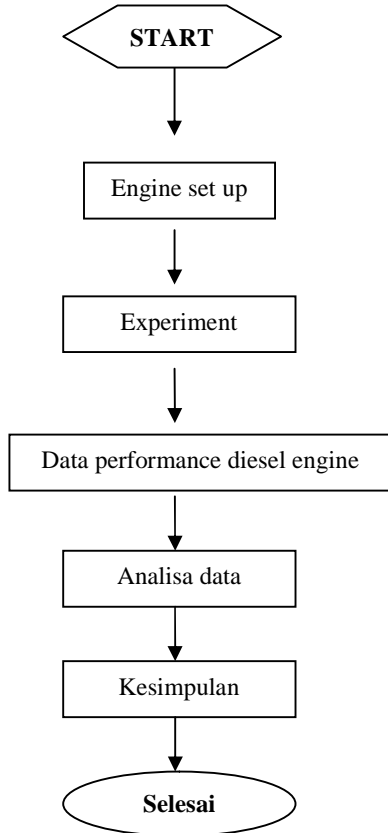 START
Engine set up
Experiment
Data performance diesel engine
Analisa data
Kesimpulan
Selesai